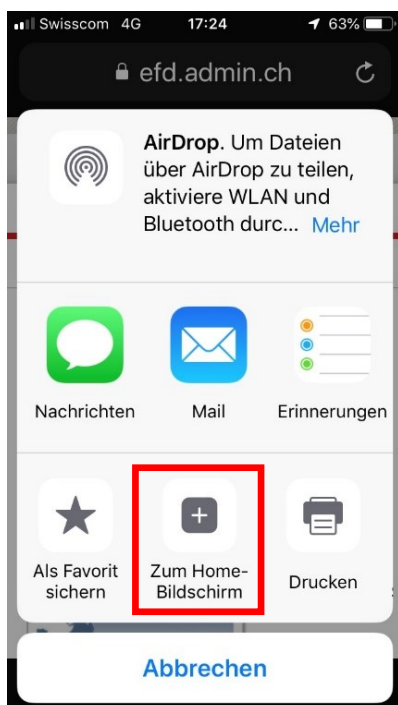 Swisscom 4G 17:24 63%
efd.admin.ch
AirDrop. Um Dateien
über AirDrop zu teilen,
aktiviere WLAN und
Bluetooth durc... Mehr
Nachrichten Mail Erinnerungen
Als Favorit
sichern
Zum Home-
Bildschirm
Drucken
Abbrechen